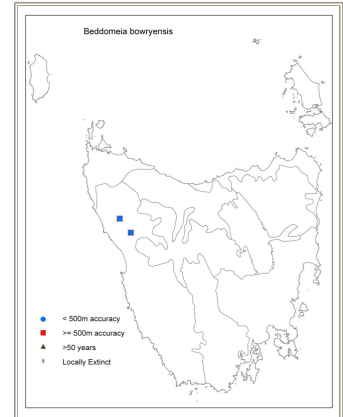 Beddomeia bowryensis
< 500m accuracy
>= 500m accuracy
>50 years
Locally Extinct